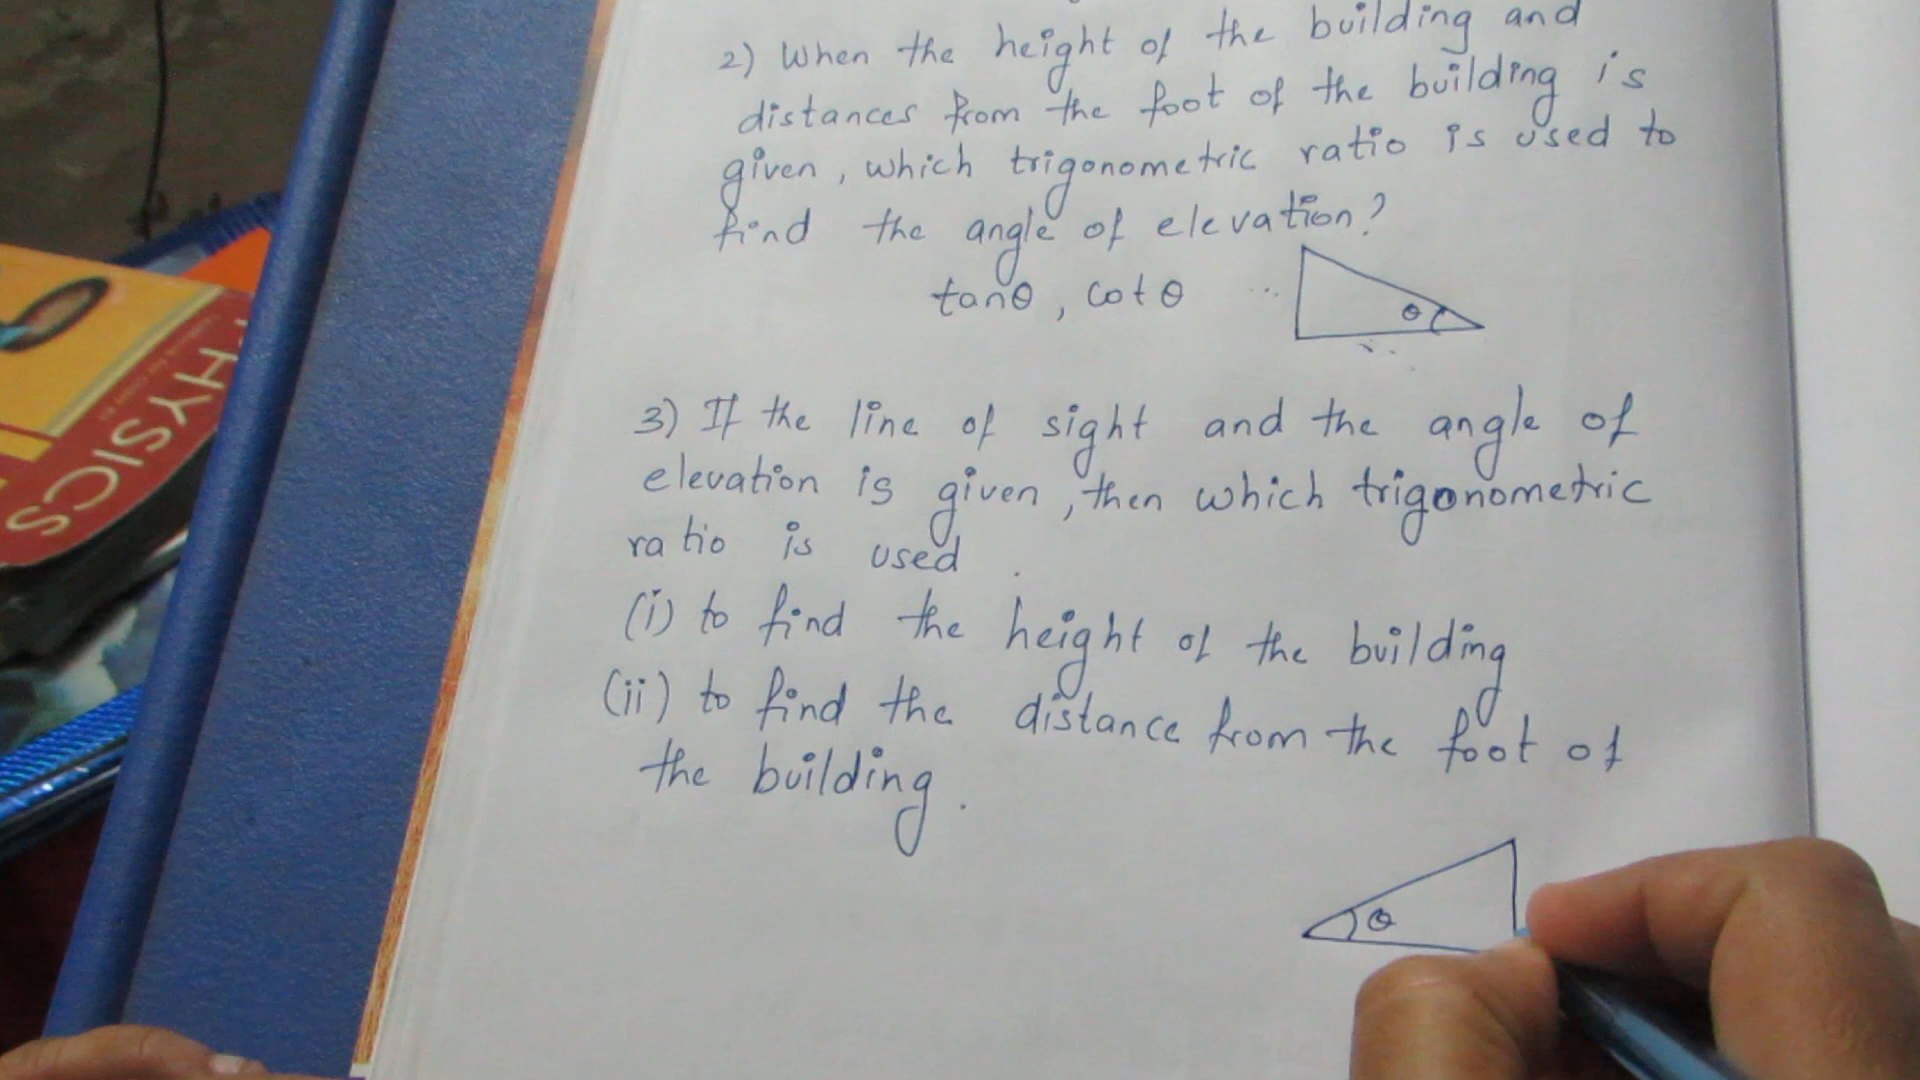 2) When the height of the building and
distances from the foot of the building is
given, which trigonometric ratio is used to
find the angle of elevation?
tanθ, cotθ
θ
3) If the line of sight and the angle of
elevation is given, then which trigonometric
ratio is used
(i) to find the height of the building
(ii) to find the distance from the foot of
the building.
θ
HYSICS